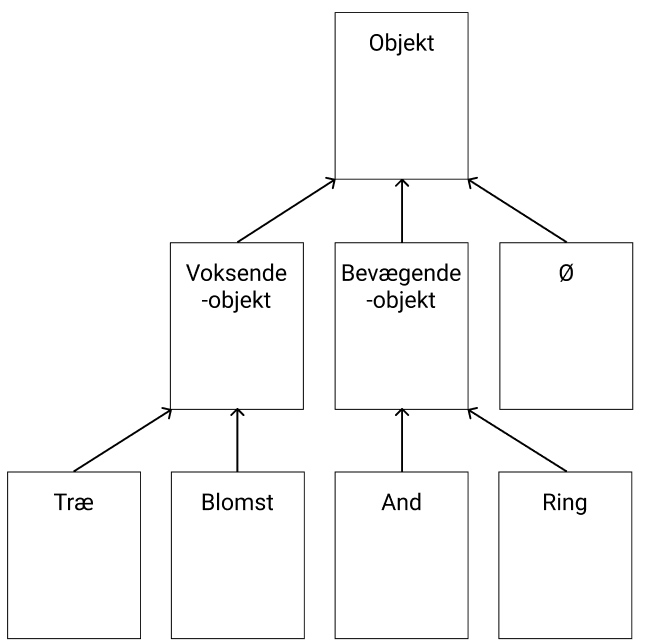 Objekt
Voksende
-objekt
Bevægende
-objekt
Ø
Træ
Blomst
And
Ring